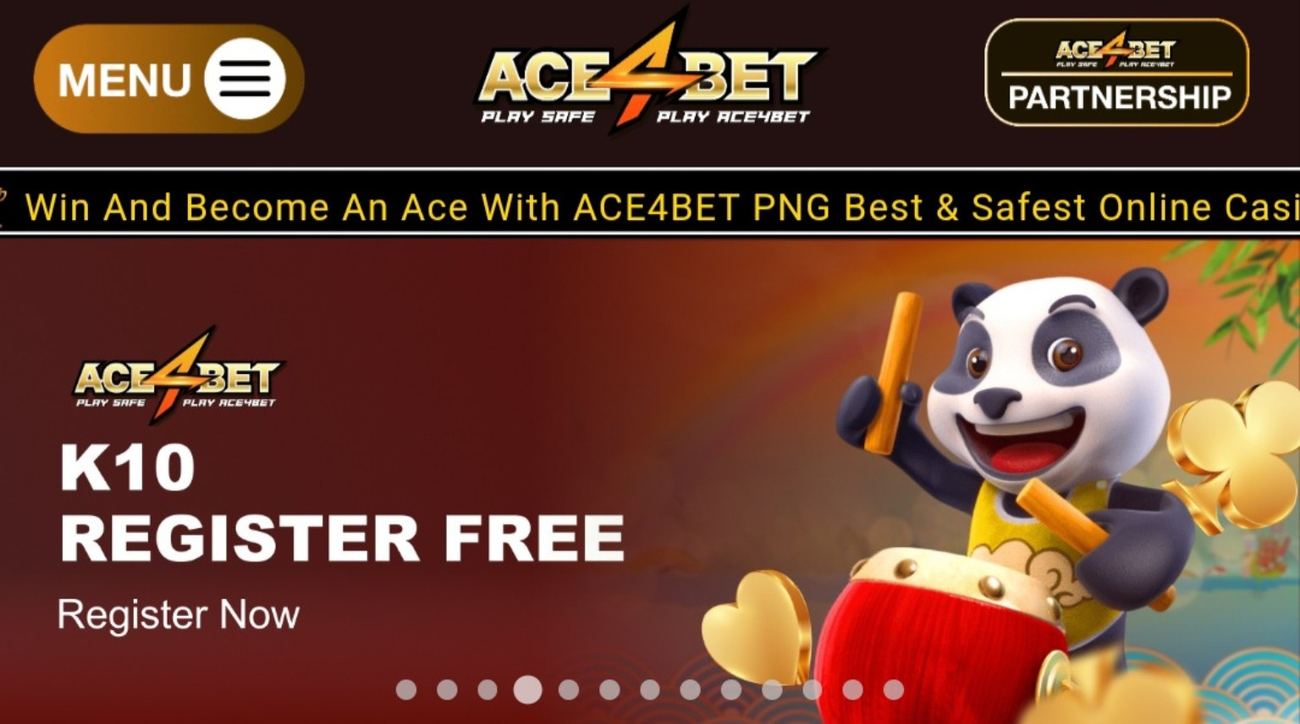 MENU
ACE4BET
PLAY SAFE PLAY ACE4BET
ACE4BET
PLAY SAFE PLAY ACE4BET
PARTNERSHIP
Win And Become An Ace With ACE4BET PNG Best & Safest Online Casi
ACE4BET
PLAY SAFE PLAY ACE4BET
K10
REGISTER FREE
Register Now